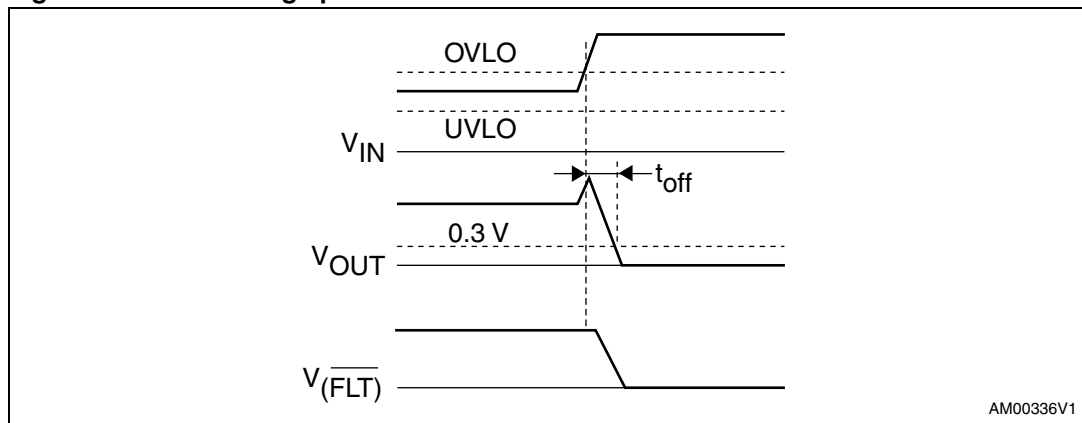 OVLO
UVLO
VIN
toff
0.3 V
VOUT
V(FLT)
AM00336V1